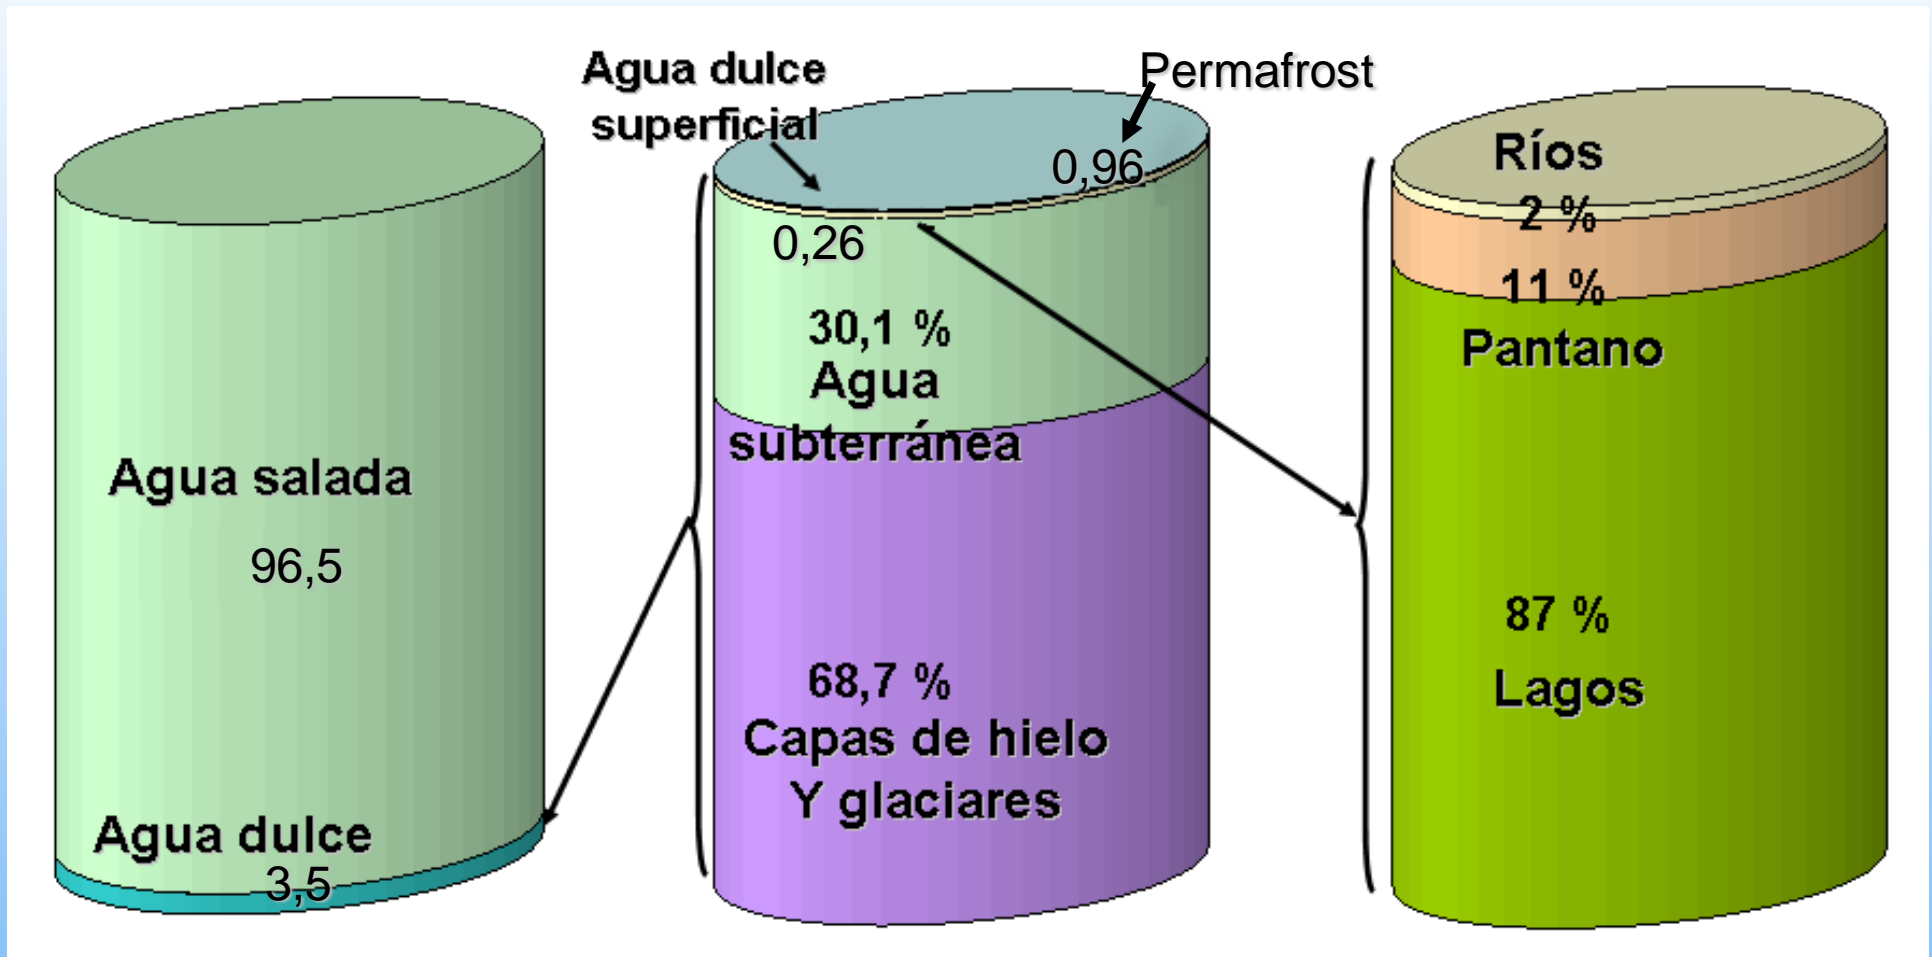 Agua salada
96,5
Agua dulce
3,5
Agua dulce
superficial
Permafrost
0,96
0,26
30,1 %
Agua
subterránea
68,7 %
Capas de hielo
Y glaciares
Ríos
2 %
11 %
Pantano
87 %
Lagos